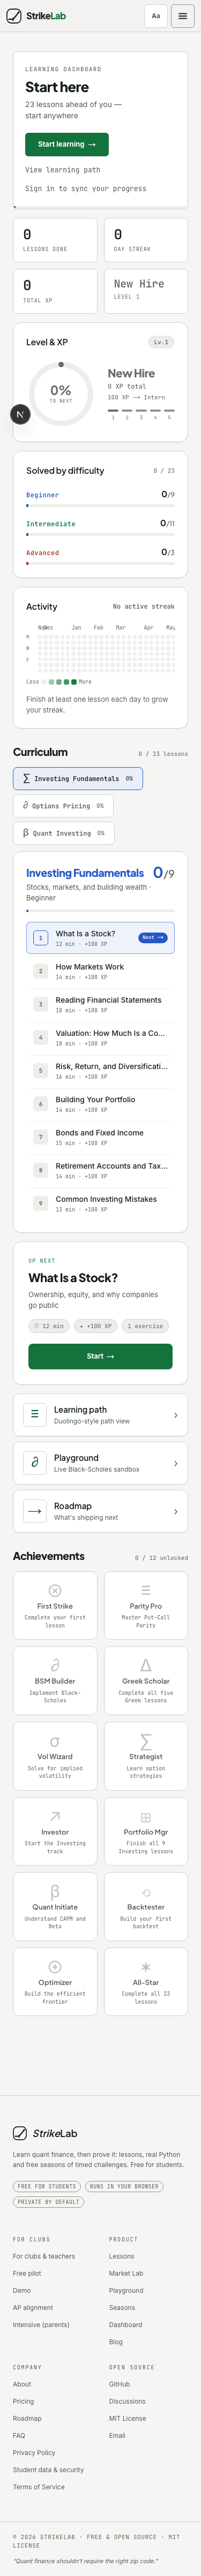 StrikeLab
Aa
LEARNING DASHBOARD
Start here
23 lessons ahead of you —
start anywhere
Start learning →
View learning path
Sign in to sync your progress
0
LESSONS DONE
0
DAY STREAK
0
TOTAL XP
New Hire
LEVEL 1
Level & XP
Lv.1
0%
TO NEXT
New Hire
0 XP total
100 XP → Intern
1 2 3 4 5
N
Solved by difficulty
0 / 23
Beginner
0/9
Intermediate
0/11
Advanced
0/3
Activity
No active streak
Dec Jan Feb Mar Apr May
M
W
F
Less More
Finish at least one lesson each day to grow
your streak.
Curriculum
0 / 23 lessons
∑ Investing Fundamentals 0%
∂ Options Pricing 0%
β Quant Investing 0%
Investing Fundamentals
0/9
Stocks, markets, and building wealth ·
Beginner
1
What Is a Stock?
12 min · +100 XP
Next →
2
How Markets Work
14 min · +100 XP
3
Reading Financial Statements
18 min · +100 XP
4
Valuation: How Much Is a Co...
18 min · +100 XP
5
Risk, Return, and Diversificati...
16 min · +100 XP
6
Building Your Portfolio
14 min · +100 XP
7
Bonds and Fixed Income
15 min · +100 XP
8
Retirement Accounts and Tax...
14 min · +100 XP
9
Common Investing Mistakes
13 min · +100 XP
UP NEXT
What Is a Stock?
Ownership, equity, and why companies
go public
12 min
+100 XP
1 exercise
Start →
Learning path
Duolingo-style path view
∂
Playground
Live Black-Scholes sandbox
→
Roadmap
What's shipping next
Achievements
0 / 12 unlocked
First Strike
Complete your first
lesson
Parity Pro
Master Put-Call
Parity
∂
BSM Builder
Implement Black-
Scholes
Δ
Greek Scholar
Complete all five
Greek lessons
σ
Vol Wizard
Solve for implied
volatility
∑
Strategist
Learn option
strategies
Investor
Start the Investing
track
Portfolio Mgr
Finish all 9
Investing lessons
β
Quant Initiate
Understand CAPM and
Beta
Backtester
Build your first
backtest
Optimizer
Build the efficient
frontier
All-Star
Complete all 23
lessons
StrikeLab
Learn quant finance, then prove it: lessons, real Python
and free seasons of timed challenges. Free for students.
FREE FOR STUDENTS
RUNS IN YOUR BROWSER
PRIVATE BY DEFAULT
FOR CLUBS
For clubs & teachers
Free pilot
Demo
AP alignment
Intensive (parents)
PRODUCT
Lessons
Market Lab
Playground
Seasons
Dashboard
Blog
COMPANY
About
Pricing
Roadmap
FAQ
Privacy Policy
Student data & security
Terms of Service
OPEN SOURCE
GitHub
Discussions
MIT License
Email
© 2026 STRIKELAB · FREE & OPEN SOURCE · MIT
LICENSE
"Quant finance shouldn't require the right zip code."